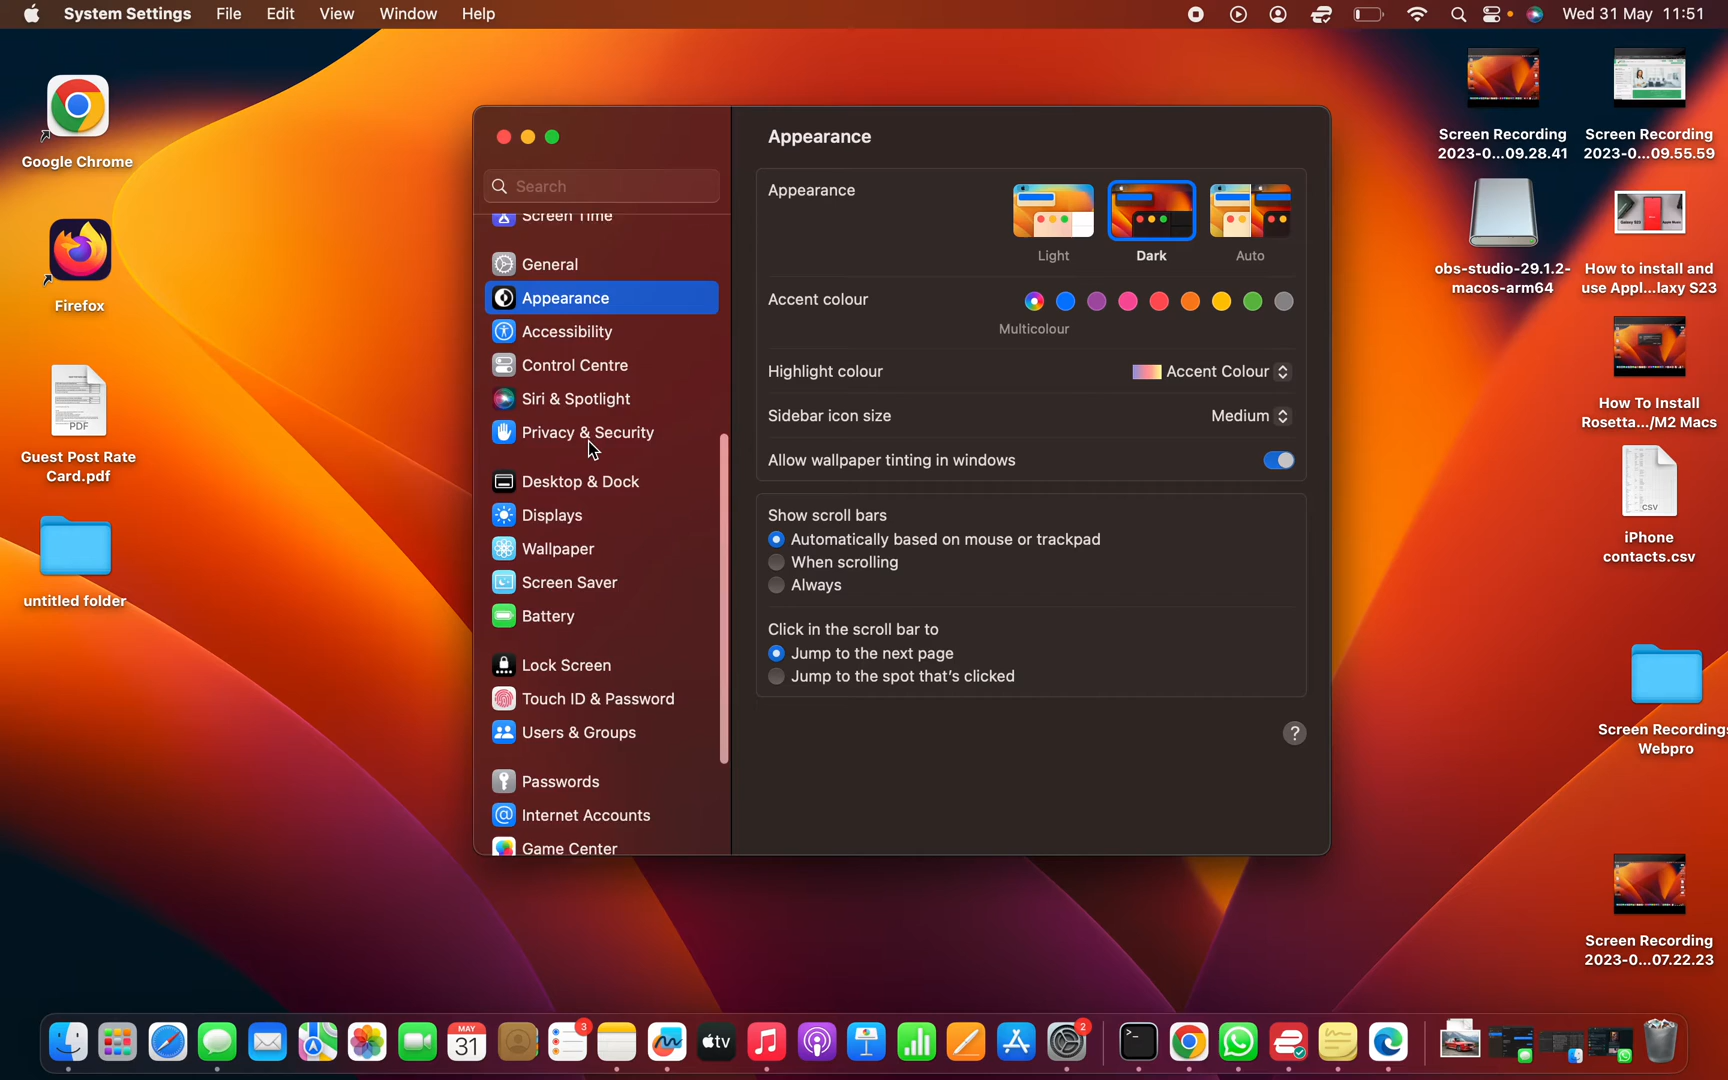 System Settings File Edit View Window Help Wed 31 May 11:51
Google Chrome
Firefox
PDF
Guest Post Rate
Card.pdf
untitled folder
Search
Screen Time
General
Appearance
Accessibility
Control Centre
Siri & Spotlight
Privacy & Security
Desktop & Dock
Displays
Wallpaper
Screen Saver
Battery
Lock Screen
Touch ID & Password
Users & Groups
Passwords
Internet Accounts
Game Center
Appearance
Appearance
Light Dark Auto
Accent colour
Multicolour
Highlight colour Accent Colour
Sidebar icon size Medium
Allow wallpaper tinting in windows
Show scroll bars
Automatically based on mouse or trackpad
When scrolling
Always
Click in the scroll bar to
Jump to the next page
Jump to the spot that's clicked
?
Screen Recording
2023-0...09.28.41
Screen Recording
2023-0...09.55.59
obs-studio-29.1.2-
macos-arm64
How to install and
use Appl...laxy S23
How To Install
Rosetta.../M2 Macs
CSV
iPhone
contacts.csv
Screen Recordings
Webpro
Screen Recording
2023-0...07.22.23
MAY
31
3
tv
2